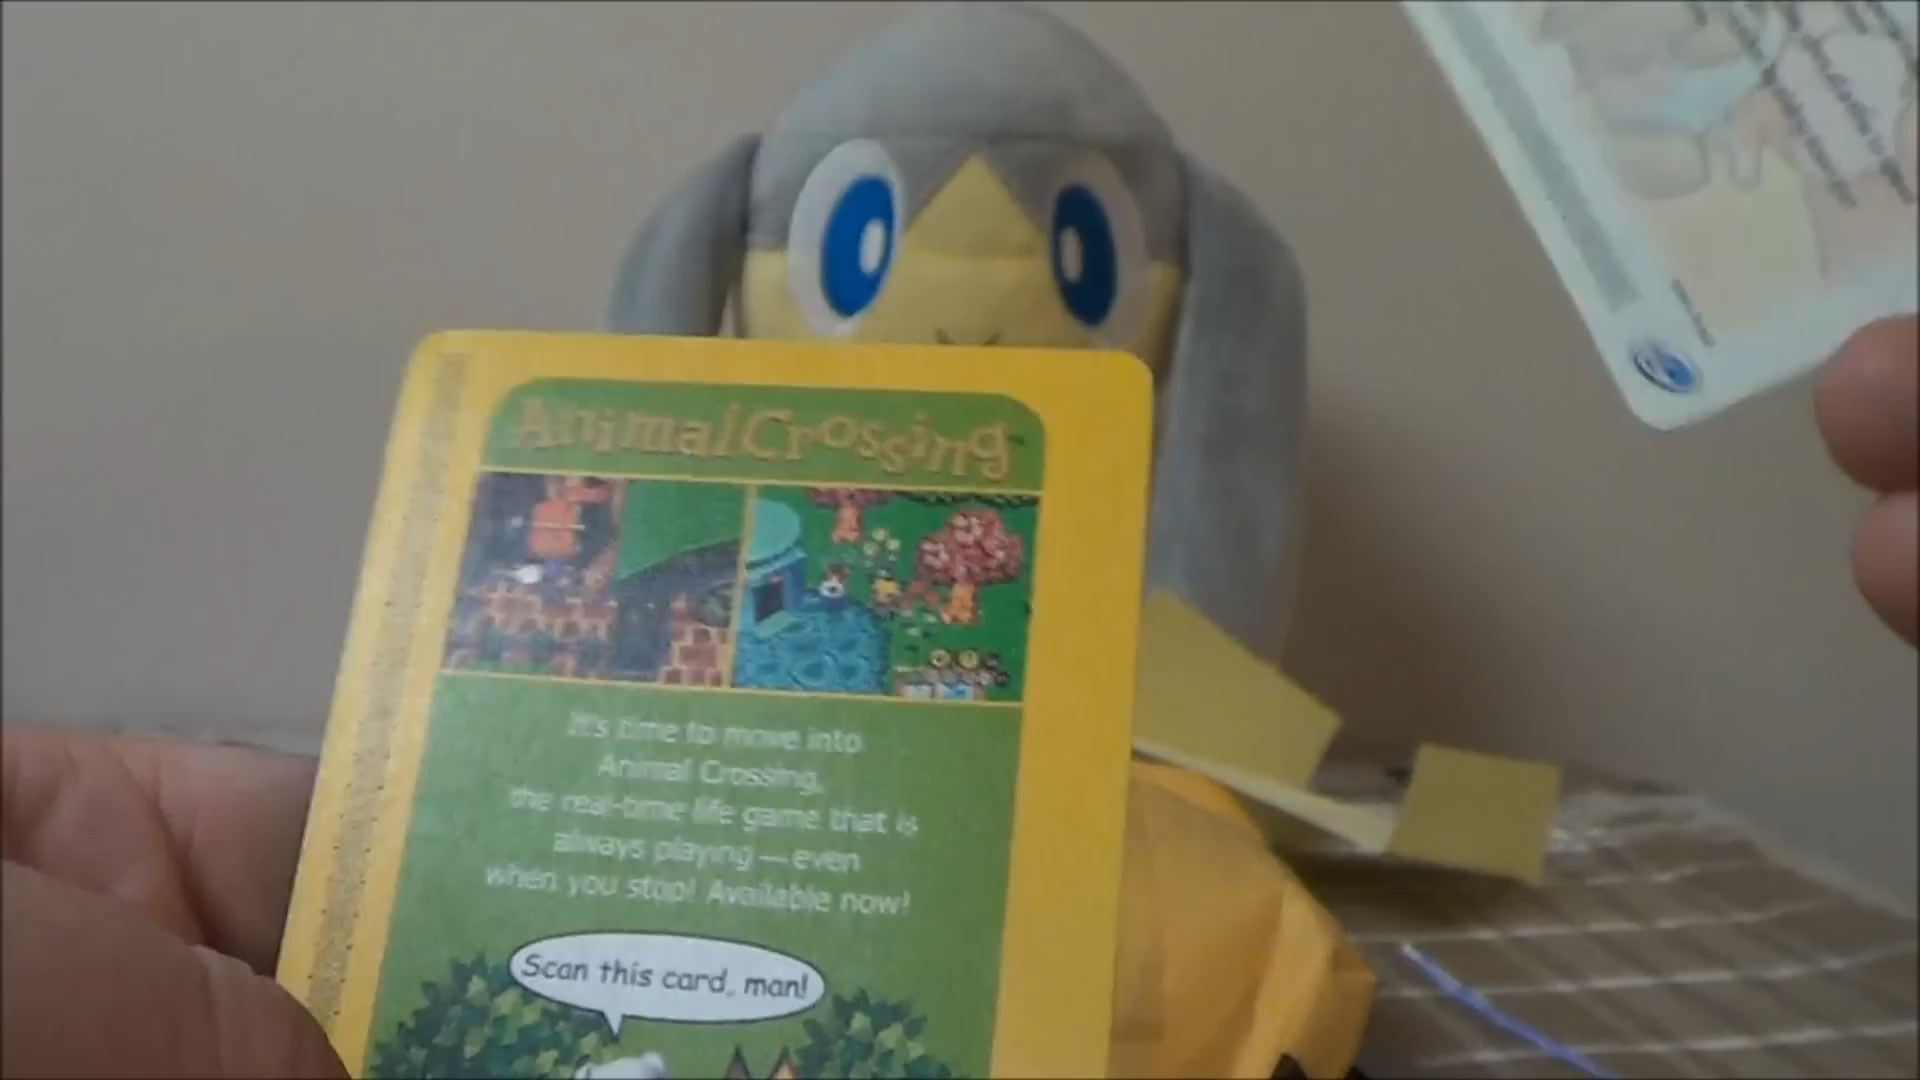 Animal Crossing
It's time to move into
Animal Crossing,
the real-time life game that is
always playing — even
when you stop! Available now!
Scan this card, man!